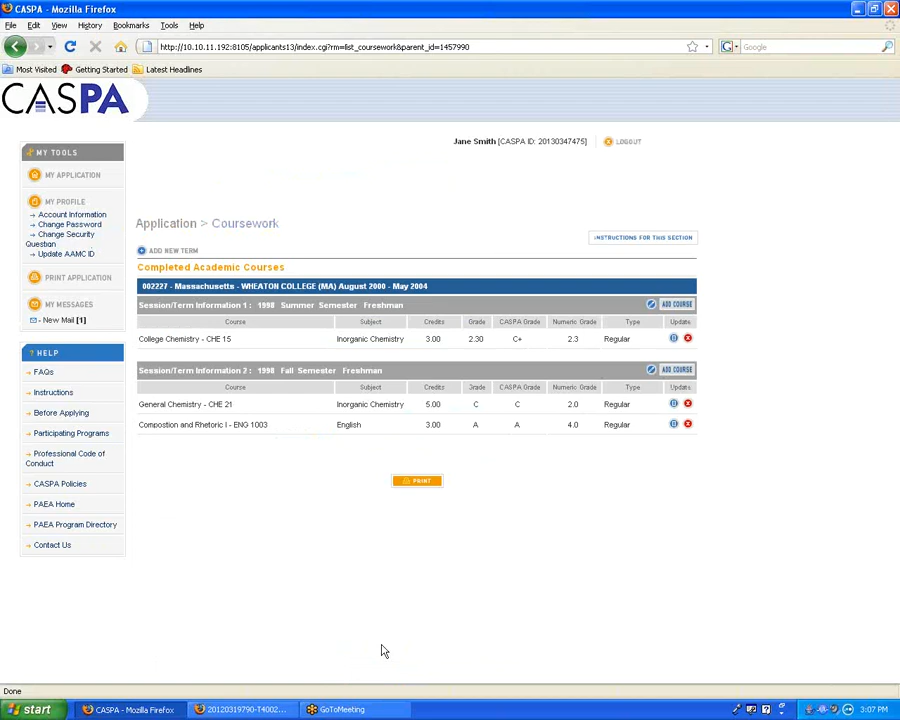 CASPA - Mozilla Firefox
File Edit View History Bookmarks Tools Help
http://10.10.11.192:8105/applicants13/index.cgi?rm=list_coursework&parent_id=1457990
Google
Most Visited Getting Started Latest Headlines
CASPA
Jane Smith [CASPA ID: 20130347475] LOGOUT
MY TOOLS
MY APPLICATION
MY PROFILE
Account Information
Change Password
Change Security
Question
Update AAMC ID
PRINT APPLICATION
MY MESSAGES
New Mail [1]
HELP
FAQs
Instructions
Before Applying
Participating Programs
Professional Code of
Conduct
CASPA Policies
PAEA Home
PAEA Program Directory
Contact Us
Application > Coursework
INSTRUCTIONS FOR THIS SECTION
ADD NEW TERM
Completed Academic Courses
002227 - Massachusetts - WHEATON COLLEGE (MA) August 2000 - May 2004
Session/Term Information 1 : 1998 Summer Semester Freshman ADD COURSE
Course Subject Credits Grade CASPA Grade Numeric Grade Type Update
College Chemistry - CHE 15 Inorganic Chemistry 3.00 2.30 C+ 2.3 Regular
Session/Term Information 2 : 1998 Fall Semester Freshman ADD COURSE
Course Subject Credits Grade CASPA Grade Numeric Grade Type Update
General Chemistry - CHE 21 Inorganic Chemistry 5.00 C C 2.0 Regular
Compostion and Rhetoric I - ENG 1003 English 3.00 A A 4.0 Regular
PRINT
Done
start CASPA - Mozilla Firefox 20120319790-T4002... GoToMeeting 3:07 PM